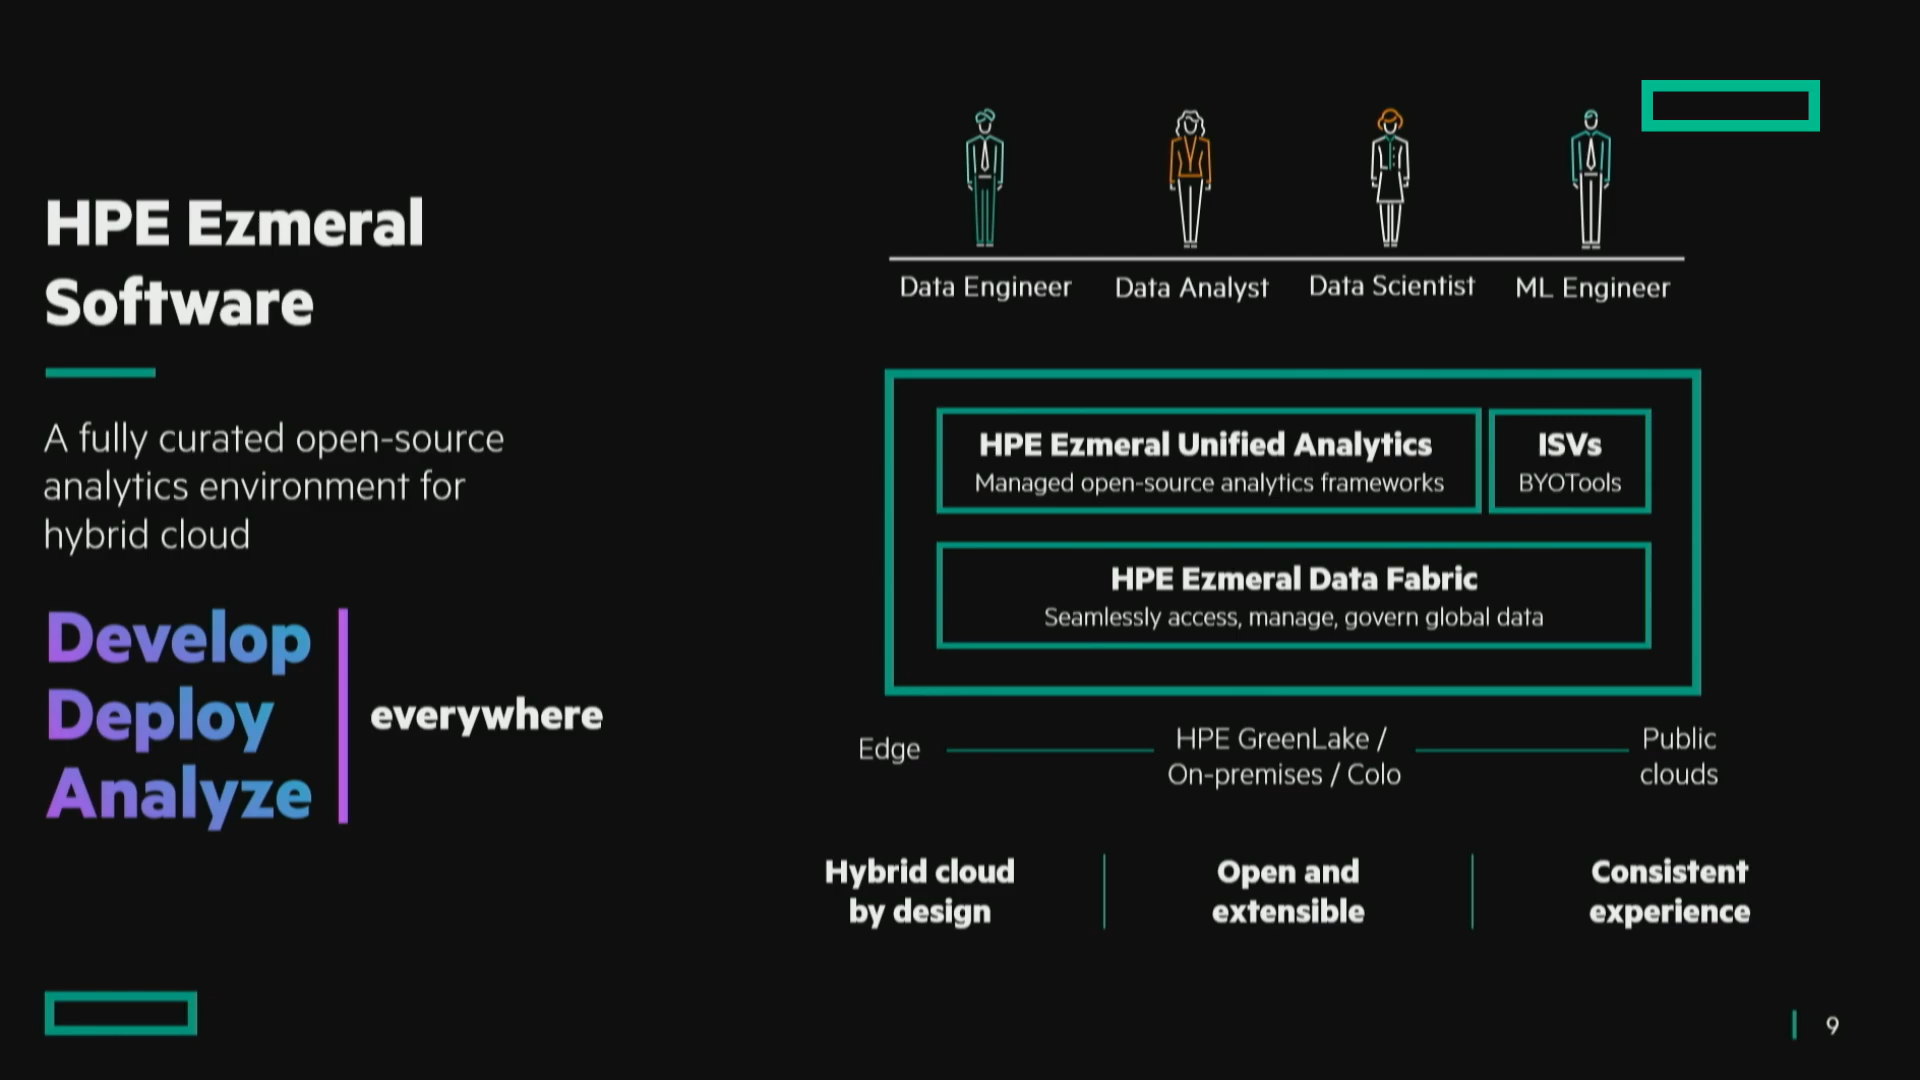 HPE Ezmeral
Software
A fully curated open-source
analytics environment for
hybrid cloud
Develop
Deploy
Analyze
everywhere
Data Engineer
Data Analyst
Data Scientist
ML Engineer
HPE Ezmeral Unified Analytics
Managed open-source analytics frameworks
ISVs
BYOTools
HPE Ezmeral Data Fabric
Seamlessly access, manage, govern global data
Edge
HPE GreenLake /
On-premises / Colo
Public
clouds
Hybrid cloud
by design
Open and
extensible
Consistent
experience
9